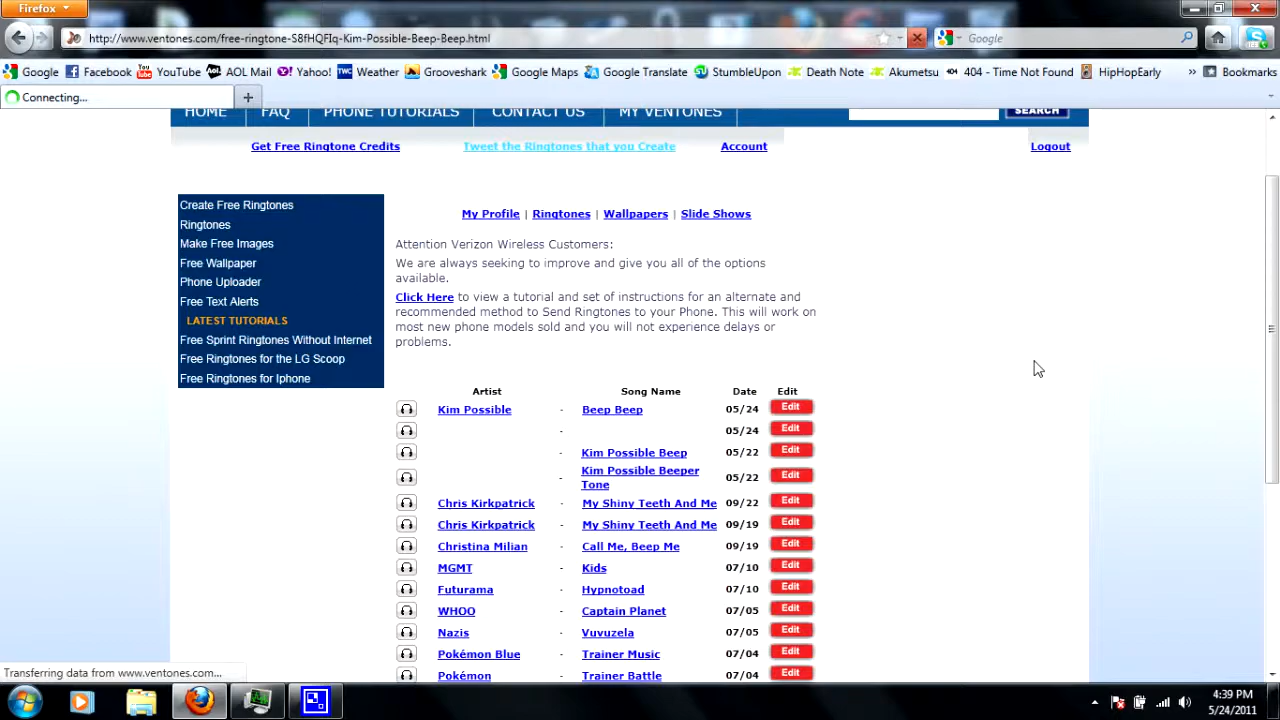 Firefox
http://www.ventones.com/free-ringtone-S8fHQFIq-Kim-Possible-Beep-Beep.html
Google
Google Facebook YouTube AOL Mail Yahoo! Weather Grooveshark Google Maps Google Translate StumbleUpon Death Note Akumetsu 404 - Time Not Found HipHopEarly » Bookmarks
Connecting...
HOME FAQ PHONE TUTORIALS CONTACT US MY VENTONES SEARCH
Get Free Ringtone Credits Tweet the Ringtones that you Create Account Logout
Create Free Ringtones
Ringtones
Make Free Images
Free Wallpaper
Phone Uploader
Free Text Alerts
LATEST TUTORIALS
Free Sprint Ringtones Without Internet
Free Ringtones for the LG Scoop
Free Ringtones for Iphone
My Profile | Ringtones | Wallpapers | Slide Shows
Attention Verizon Wireless Customers:
We are always seeking to improve and give you all of the options
available.
Click Here to view a tutorial and set of instructions for an alternate and
recommended method to Send Ringtones to your Phone. This will work on
most new phone models sold and you will not experience delays or
problems.
Artist Song Name Date Edit
Kim Possible - Beep Beep 05/24 Edit
- 05/24 Edit
- Kim Possible Beep 05/22 Edit
- Kim Possible Beeper Tone 05/22 Edit
Chris Kirkpatrick - My Shiny Teeth And Me 09/22 Edit
Chris Kirkpatrick - My Shiny Teeth And Me 09/19 Edit
Christina Milian - Call Me, Beep Me 09/19 Edit
MGMT - Kids 07/10 Edit
Futurama - Hypnotoad 07/10 Edit
WHOO - Captain Planet 07/05 Edit
Nazis - Vuvuzela 07/05 Edit
Pokémon Blue - Trainer Music 07/04 Edit
Pokémon - Trainer Battle 07/04 Edit
Transferring data from www.ventones.com...
4:39 PM
5/24/2011